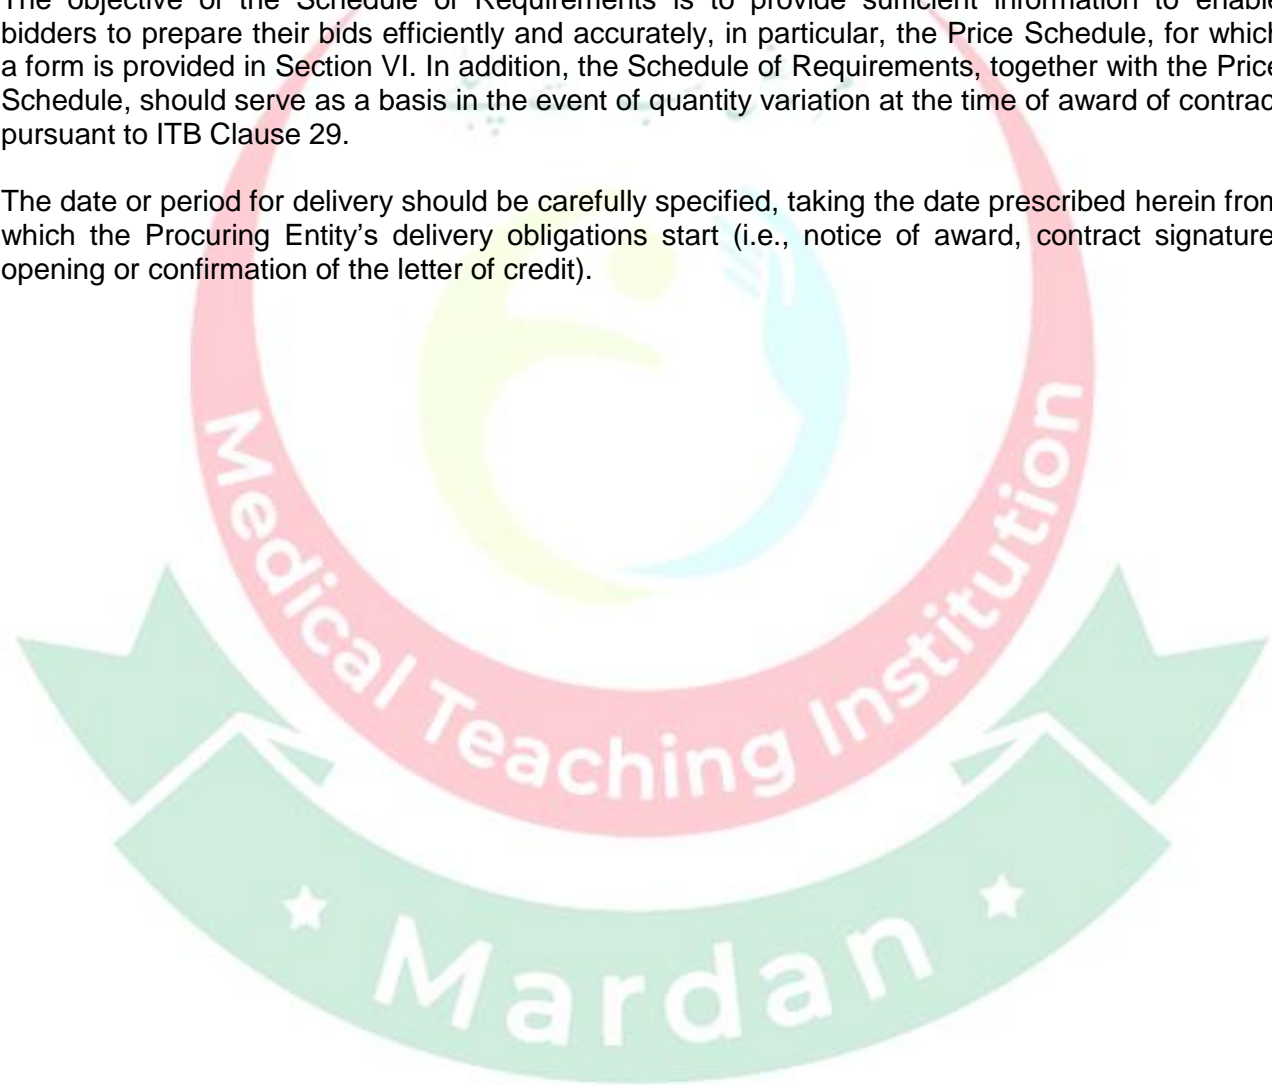 The objective of the Schedule of Requirements is to provide sufficient information to enable
bidders to prepare their bids efficiently and accurately, in particular, the Price Schedule, for which
a form is provided in Section VI. In addition, the Schedule of Requirements, together with the Price
Schedule, should serve as a basis in the event of quantity variation at the time of award of contrac
pursuant to ITB Clause 29.
The date or period for delivery should be carefully specified, taking the date prescribed herein from
which the Procuring Entity’s delivery obligations start (i.e., notice of award, contract signature
opening or confirmation of the letter of credit).
Medical Teaching Institution
Mardan